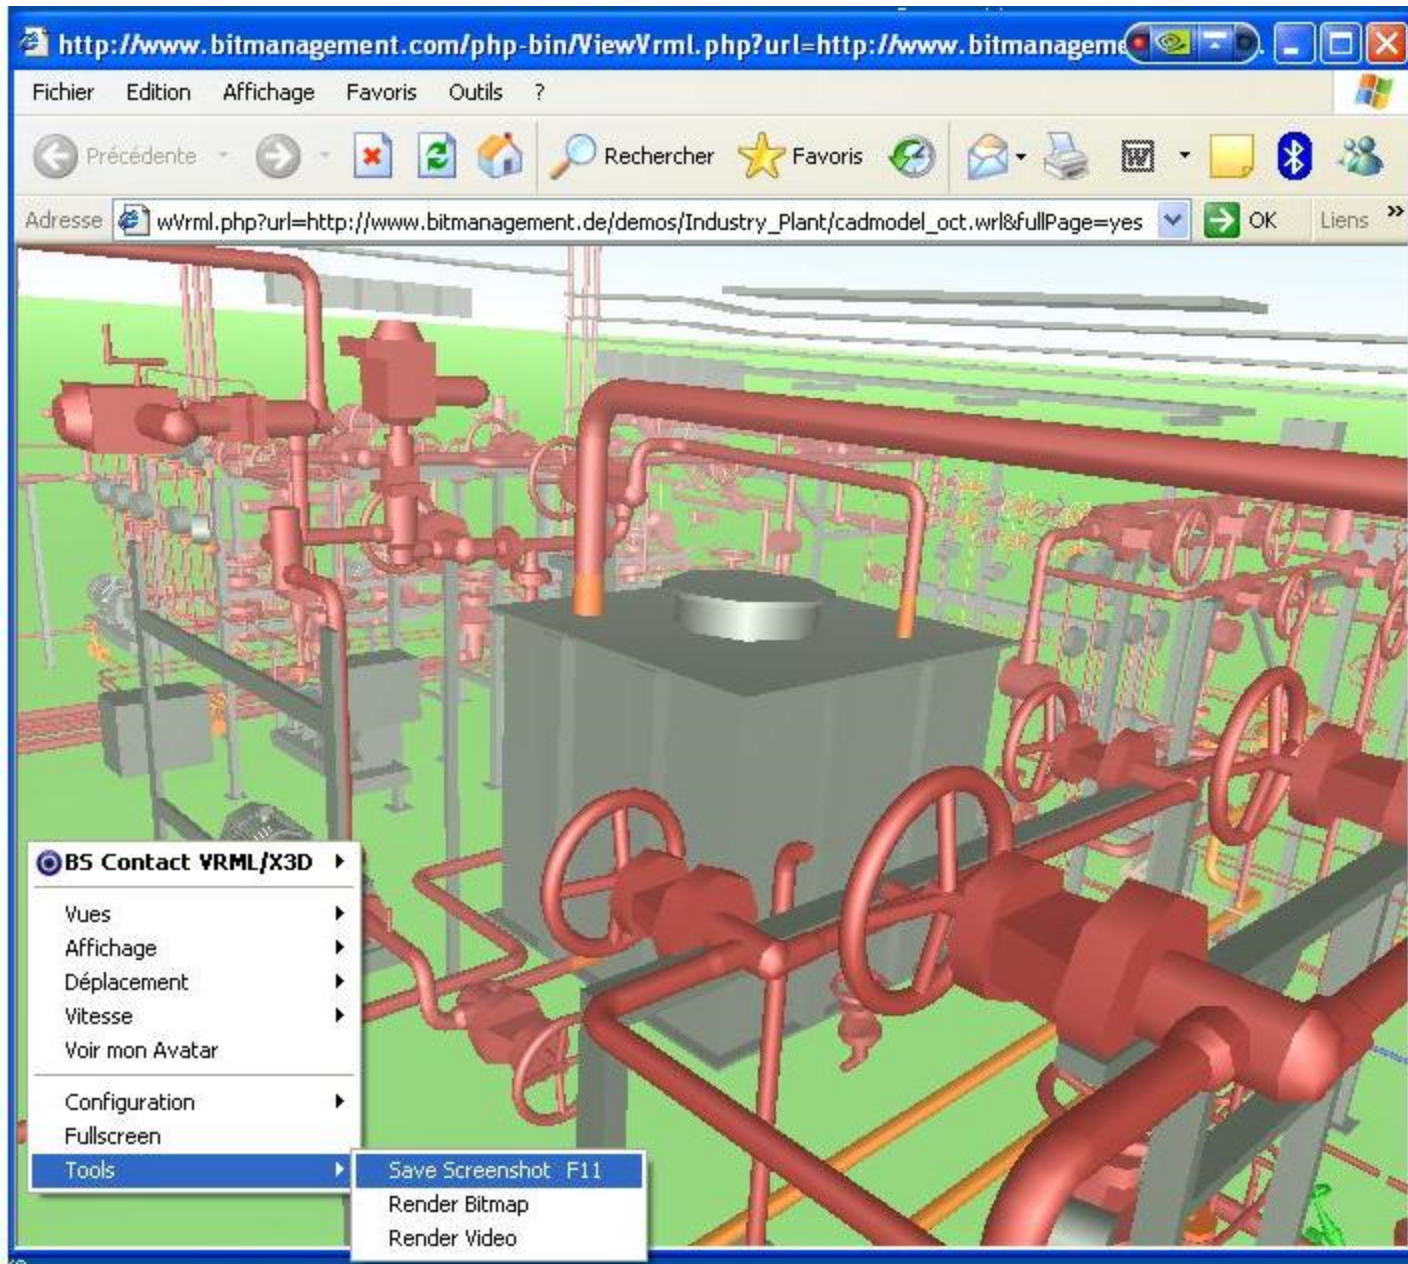 http://www.bitmanagement.com/php-bin/ViewVrml.php?url=http://www.bitmanageme
Fichier Edition Affichage Favoris Outils ?
Précédente Rechercher Favoris W
Adresse wVrml.php?url=http://www.bitmanagement.de/demos/Industry_Plant/cadmodel_oct.wrl&fullPage=yes OK Liens »
BS Contact VRML/X3D
Vues
Affichage
Déplacement
Vitesse
Voir mon Avatar
Configuration
Fullscreen
Tools
Save Screenshot F11
Render Bitmap
Render Video